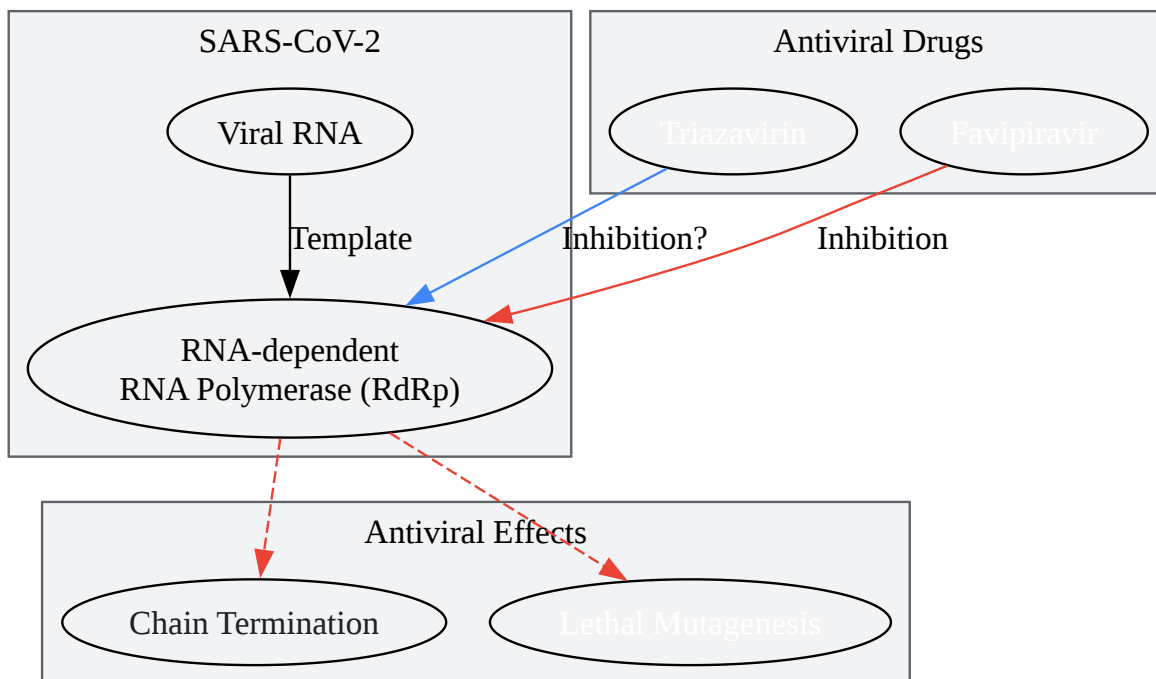 SARS-CoV-2
Antiviral Drugs
Viral RNA
Triazavirin
Favipiravir
Template
Inhibition?
Inhibition
RNA-dependent
RNA Polymerase (RdRp)
Antiviral Effects
Chain Termination
Lethal Mutagenesis